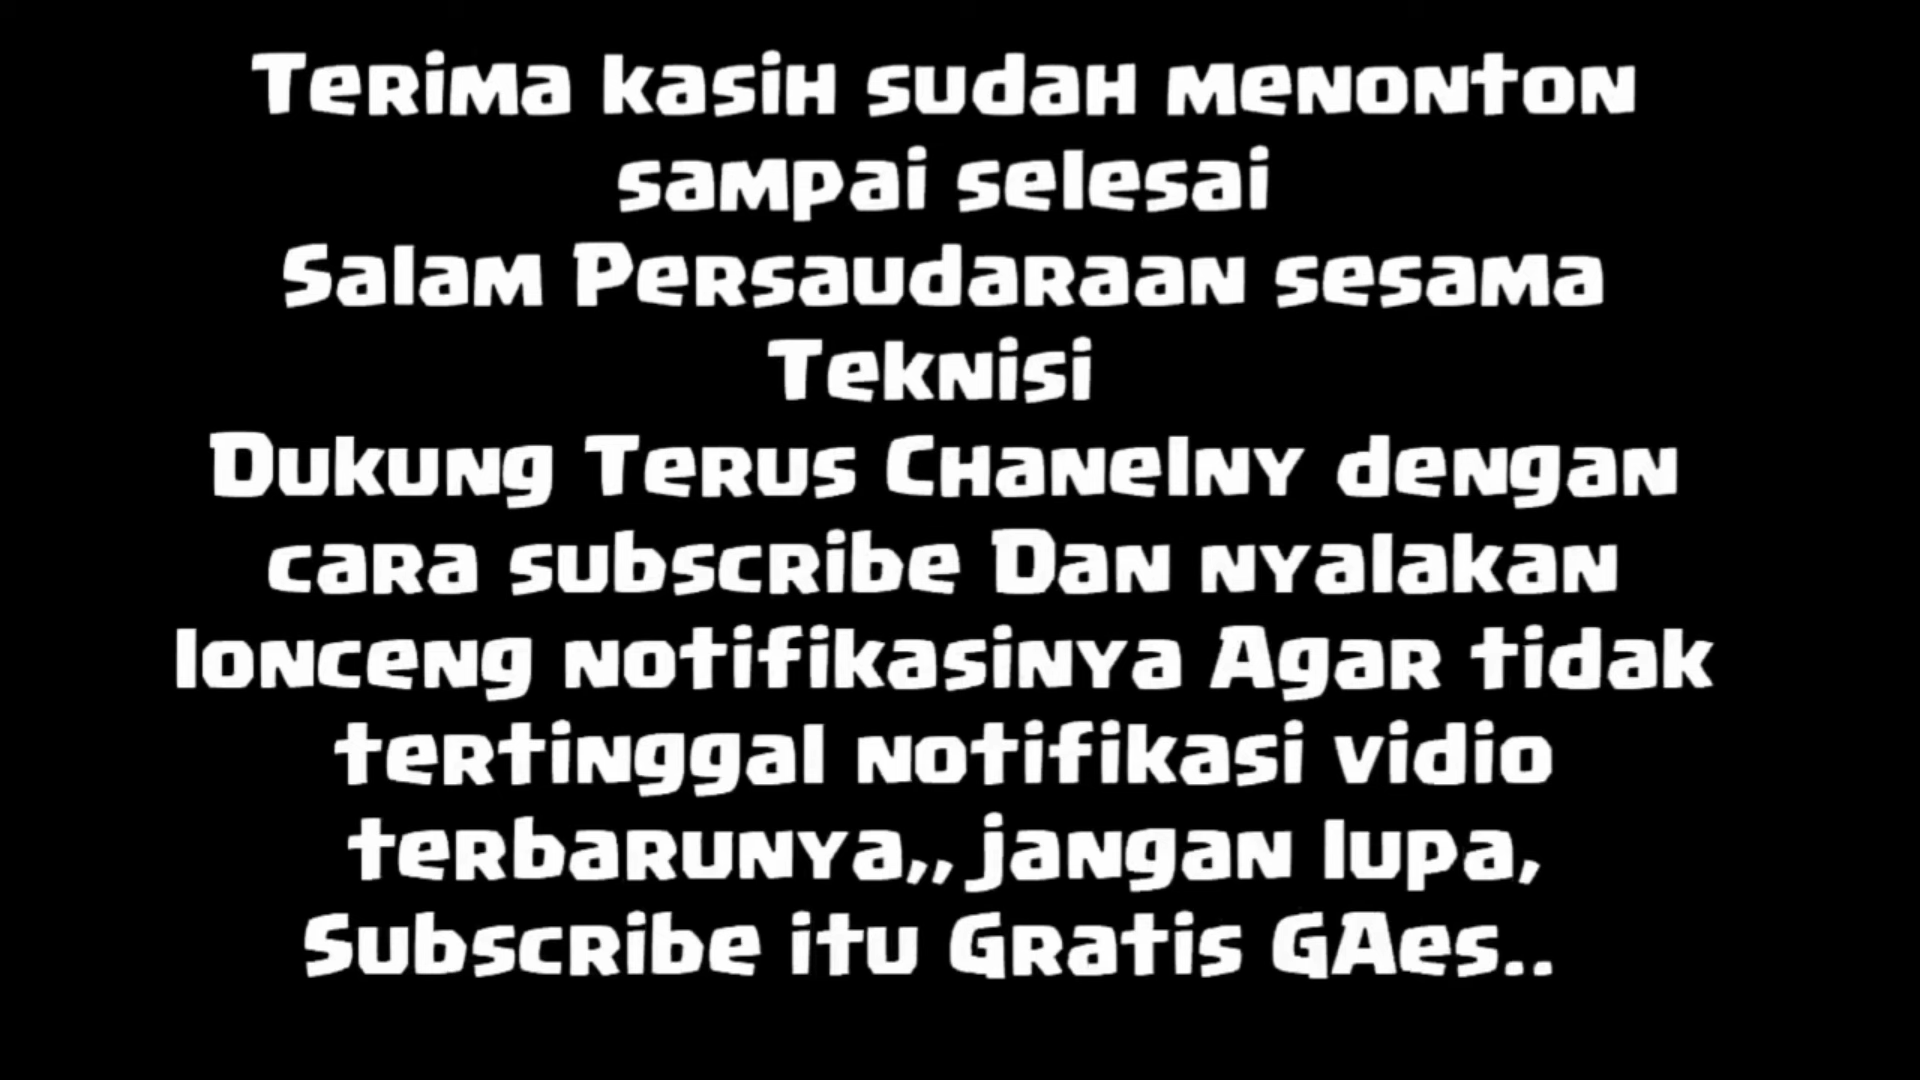 Terima kasih sudah menonton
sampai selesai
Salam Persaudaraan sesama
Teknisi
Dukung Terus Chanelny dengan
cara subscribe Dan nyalakan
lonceng notifikasinya Agar tidak
tertinggal notifikasi vidio
terbarunya,, jangan lupa,
Subscribe itu Gratis GAes..